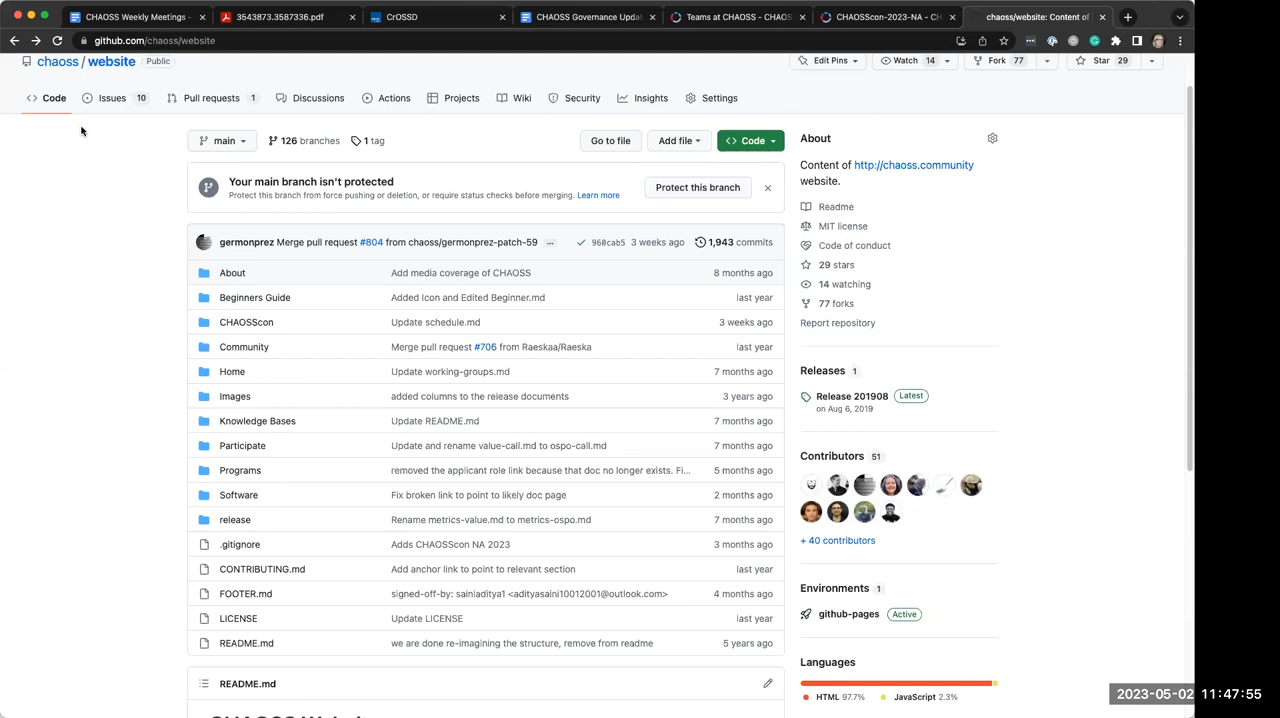 CHAOSS Weekly Meetings -
3543873.3587336.pdf
CrOSSD
CHAOSS Governance Updat
Teams at CHAOSS - CHAOS
CHAOSScon-2023-NA - CH
chaoss/website: Content of
github.com/chaoss/website
chaoss / website Public
Edit Pins Watch 14 Fork 77 Star 29
Code Issues 10 Pull requests 1 Discussions Actions Projects Wiki Security Insights Settings
main 126 branches 1 tag Go to file Add file Code
Your main branch isn't protected
Protect this branch from force pushing or deletion, or require status checks before merging. Learn more
Protect this branch
germonprez Merge pull request #804 from chaoss/germonprez-patch-59 ... 960cab5 3 weeks ago 1,943 commits
About Add media coverage of CHAOSS 8 months ago
Beginners Guide Added Icon and Edited Beginner.md last year
CHAOSScon Update schedule.md 3 weeks ago
Community Merge pull request #706 from Raeskaa/Raeska last year
Home Update working-groups.md 7 months ago
Images added columns to the release documents 3 years ago
Knowledge Bases Update README.md 7 months ago
Participate Update and rename value-call.md to ospo-call.md 7 months ago
Programs removed the applicant role link because that doc no longer exists. Fi... 5 months ago
Software Fix broken link to point to likely doc page 2 months ago
release Rename metrics-value.md to metrics-ospo.md 7 months ago
.gitignore Adds CHAOSScon NA 2023 3 months ago
CONTRIBUTING.md Add anchor link to point to relevant section last year
FOOTER.md signed-off-by: sainiaditya1 <adityasaini10012001@outlook.com> 4 months ago
LICENSE Update LICENSE last year
README.md we are done re-imagining the structure, remove from readme 5 years ago
README.md
CHAOSS Website
About
Content of http://chaoss.community
website.
Readme
MIT license
Code of conduct
29 stars
14 watching
77 forks
Report repository
Releases 1
Release 201908 Latest
on Aug 6, 2019
Contributors 51
+ 40 contributors
Environments 1
github-pages Active
Languages
HTML 97.7% JavaScript 2.3%
2023-05-02 11:47:55